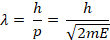 λ = h/p = h/√(2mE)